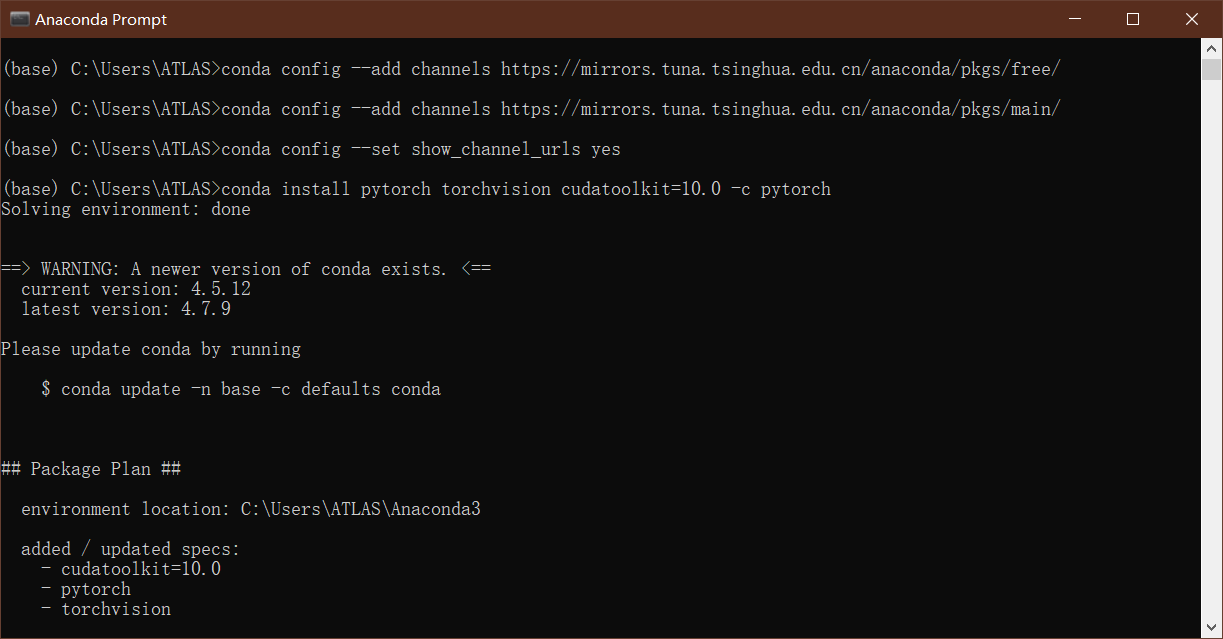 Anaconda Prompt
(base) C:\Users\ATLAS>conda config --add channels https://mirrors.tuna.tsinghua.edu.cn/anaconda/pkgs/free/
(base) C:\Users\ATLAS>conda config --add channels https://mirrors.tuna.tsinghua.edu.cn/anaconda/pkgs/main/
(base) C:\Users\ATLAS>conda config --set show_channel_urls yes
(base) C:\Users\ATLAS>conda install pytorch torchvision cudatoolkit=10.0 -c pytorch
Solving environment: done
==> WARNING: A newer version of conda exists. <==
  current version: 4.5.12
  latest version: 4.7.9
Please update conda by running
    $ conda update -n base -c defaults conda
## Package Plan ##
  environment location: C:\Users\ATLAS\Anaconda3
  added / updated specs:
    - cudatoolkit=10.0
    - pytorch
    - torchvision